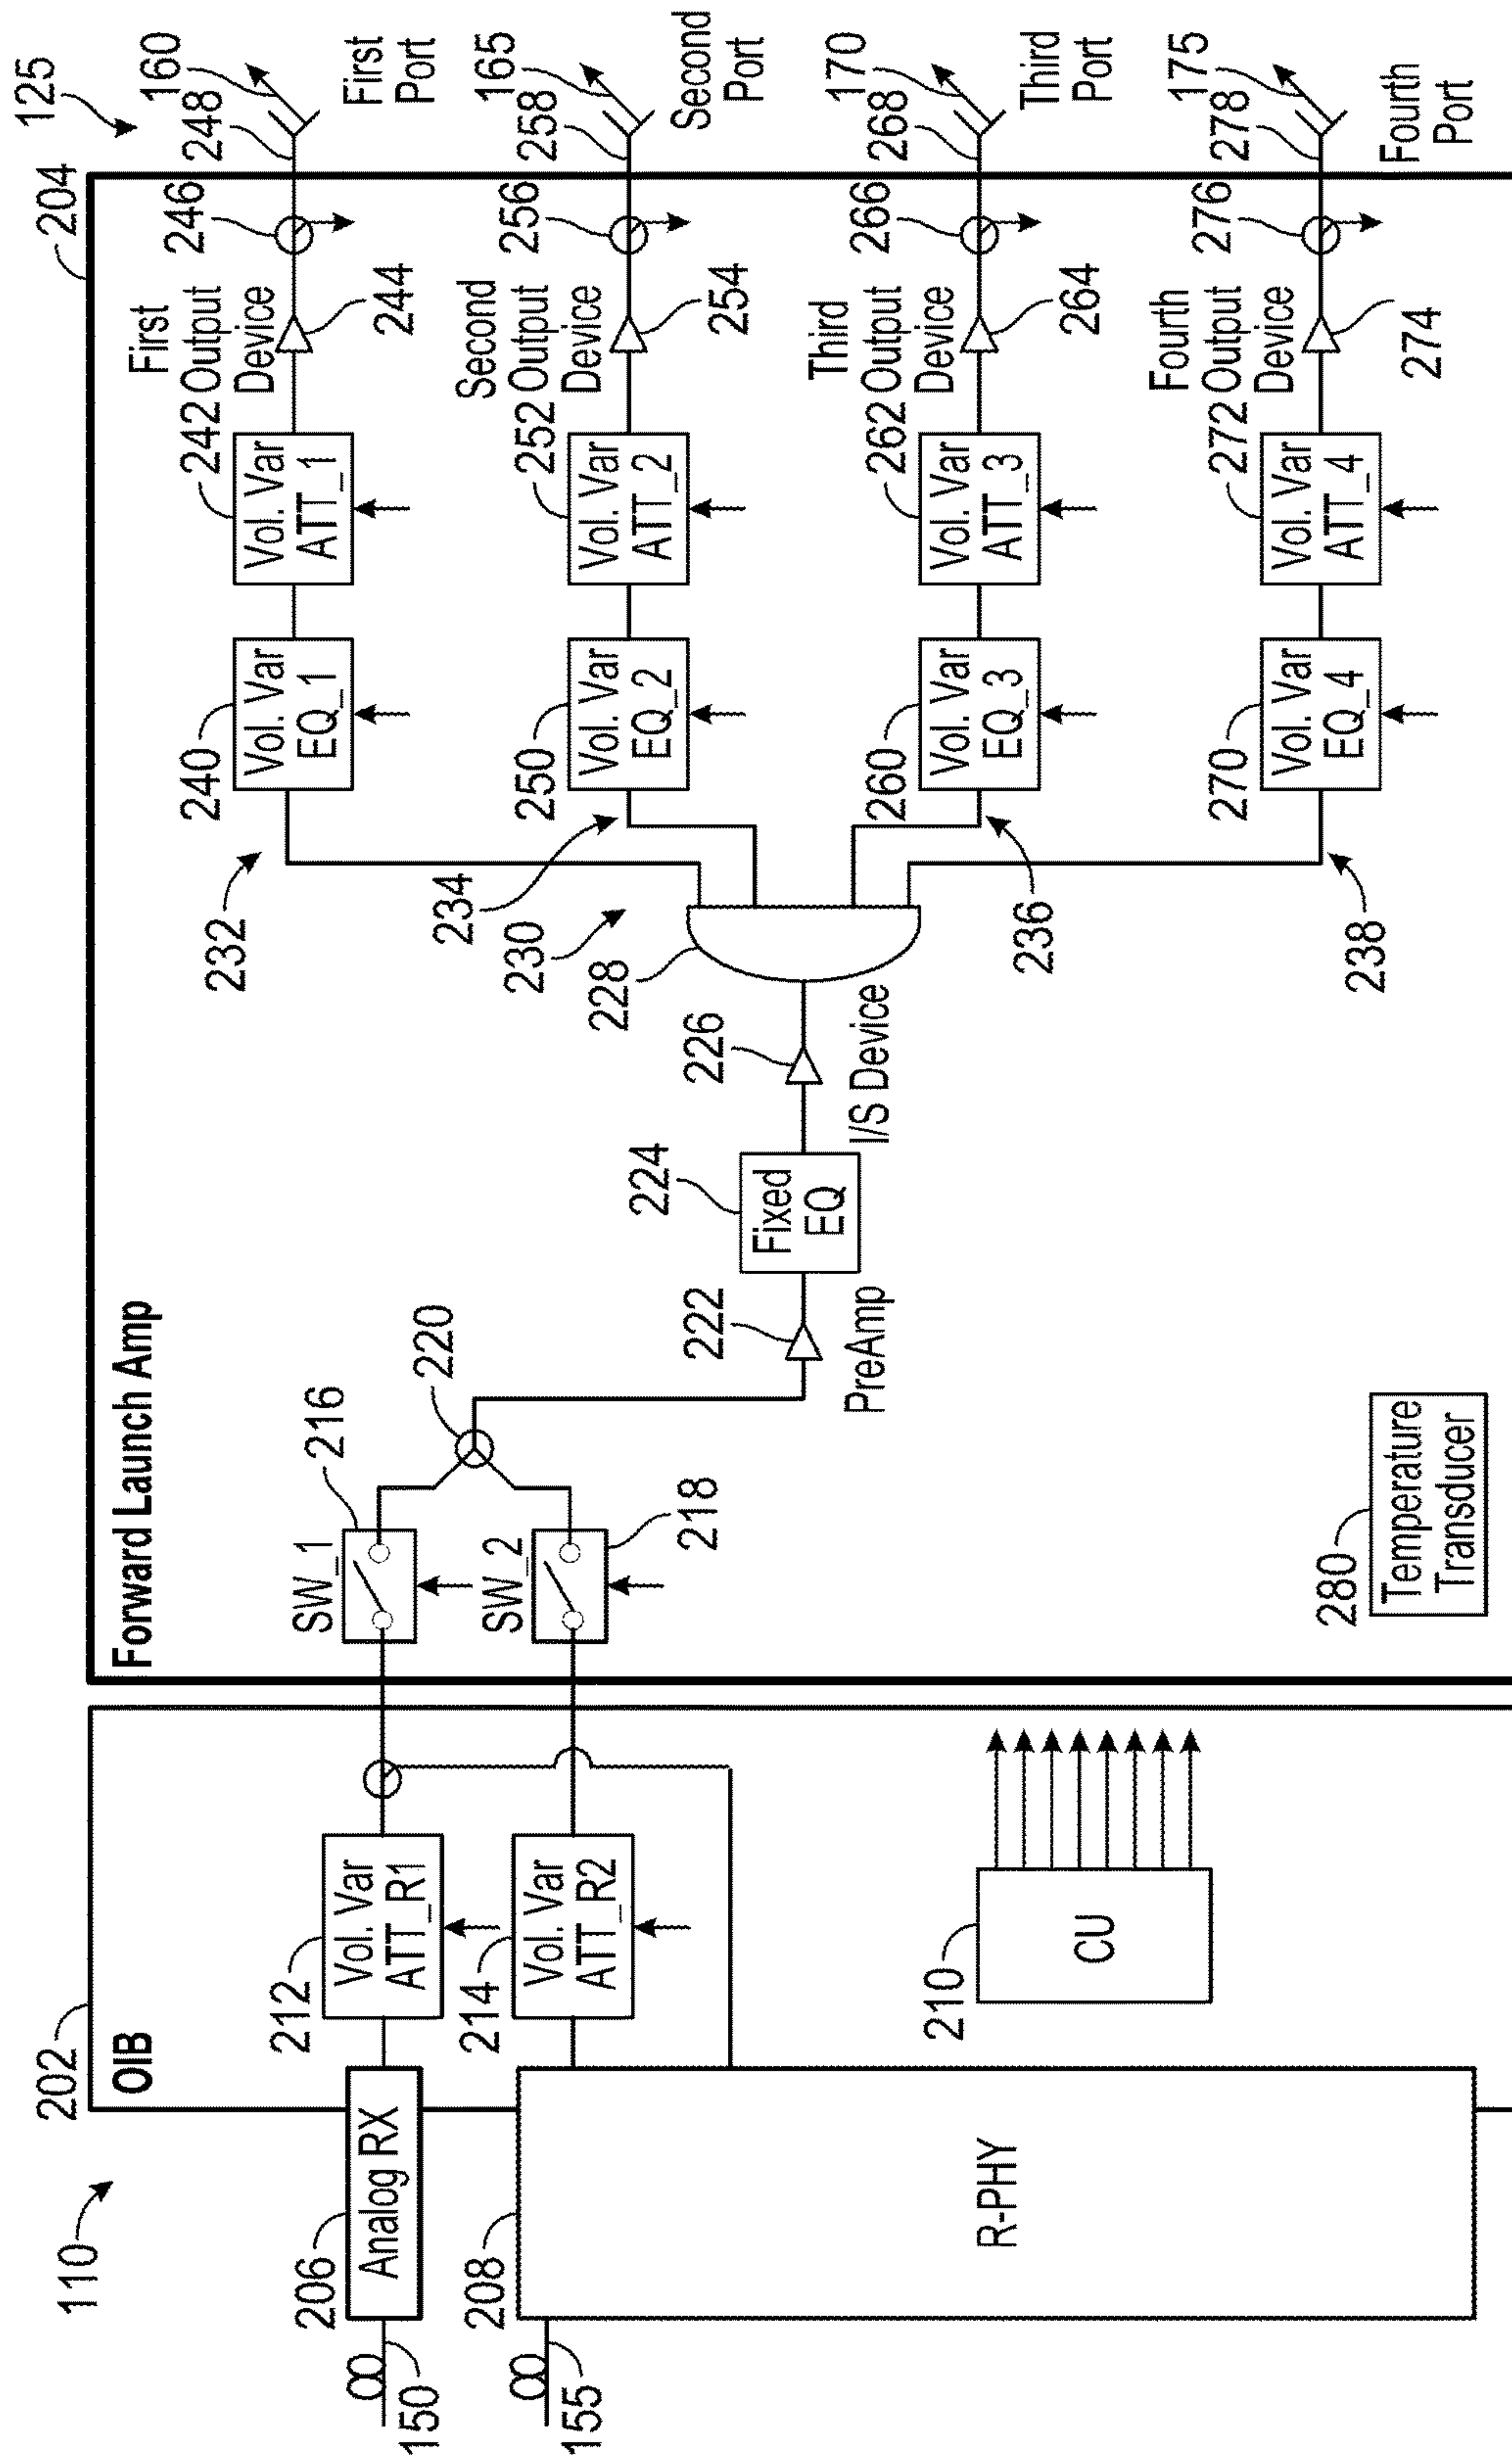 110
202
OIB
150
206
Analog RX
212
Vol. Var
ATT_R1
155
208
R-PHY
214
Vol. Var
ATT_R2
210
CU
204
125
Forward Launch Amp
SW_1
216
SW_2
218
220
222
PreAmp
224
Fixed
EQ
226
I/S Device
228
230
232
240
Vol. Var
EQ_1
242
Vol. Var
ATT_1
First
Output
Device
244
246
248
160
First
Port
234
250
Vol. Var
EQ_2
252
Vol. Var
ATT_2
Second
Output
Device
254
256
258
165
Second
Port
236
260
Vol. Var
EQ_3
262
Vol. Var
ATT_3
Third
Output
Device
264
266
268
170
Third
Port
238
270
Vol. Var
EQ_4
272
Vol. Var
ATT_4
Fourth
Output
Device
274
276
278
175
Fourth
Port
280
Temperature
Transducer